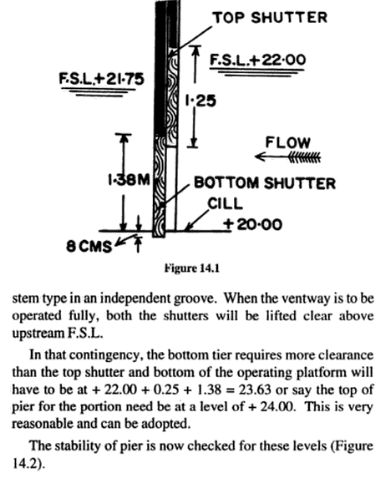 TOP SHUTTER
F.S.L.+22·00
F.S.L.+21·75
1·25
FLOW
1·38M
BOTTOM SHUTTER
CILL
+20·00
8 CMS
Figure 14.1
stem type in an independent groove. When the ventway is to be
operated fully, both the shutters will be lifted clear above
upstream F.S.L.
In that contingency, the bottom tier requires more clearance
than the top shutter and bottom of the operating platform will
have to be at + 22.00 + 0.25 + 1.38 = 23.63 or say the top of
pier for the portion need be at a level of + 24.00. This is very
reasonable and can be adopted.
The stability of pier is now checked for these levels (Figure
14.2).